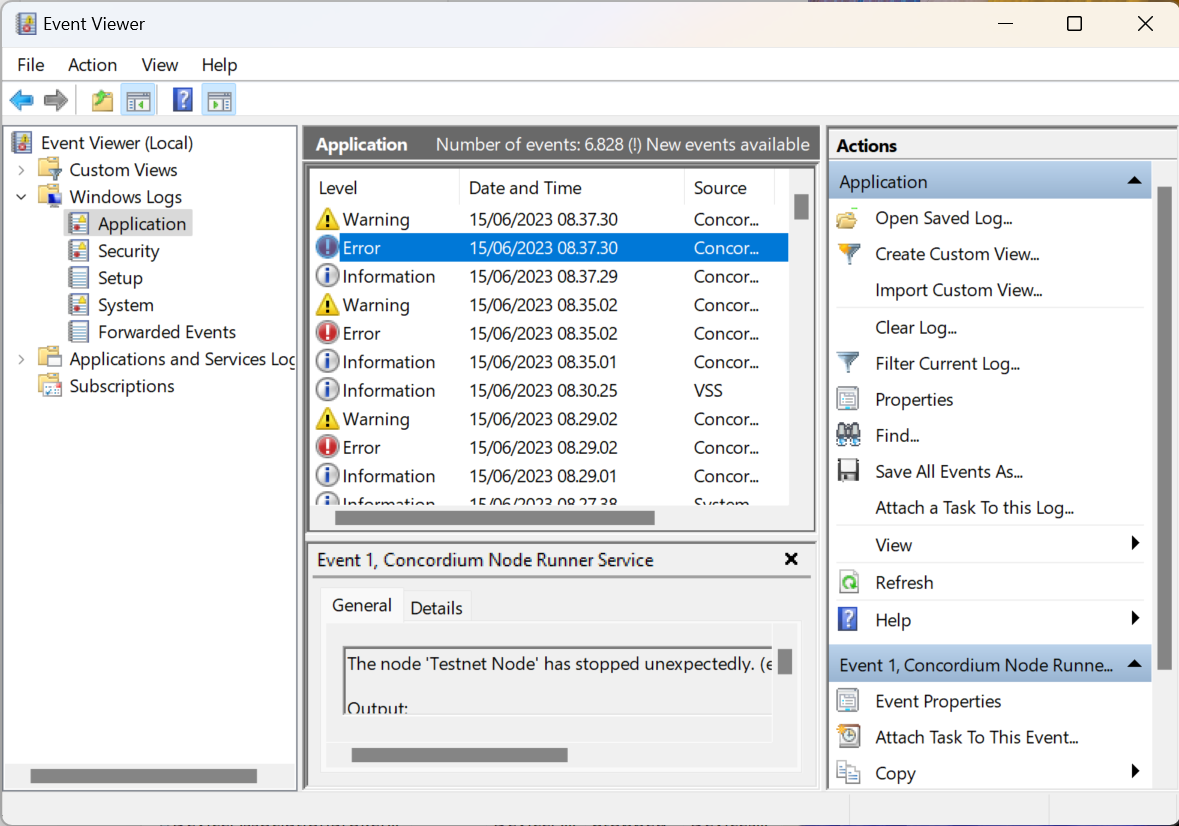 Event Viewer
File Action View Help
Event Viewer (Local)
Custom Views
Windows Logs
Application
Security
Setup
System
Forwarded Events
Applications and Services Log
Subscriptions
Application Number of events: 6.828 (!) New events available
Level Date and Time Source
Warning 15/06/2023 08.37.30 Concor...
Error 15/06/2023 08.37.30 Concor...
Information 15/06/2023 08.37.29 Concor...
Warning 15/06/2023 08.35.02 Concor...
Error 15/06/2023 08.35.02 Concor...
Information 15/06/2023 08.35.01 Concor...
Information 15/06/2023 08.30.25 VSS
Warning 15/06/2023 08.29.02 Concor...
Error 15/06/2023 08.29.02 Concor...
Information 15/06/2023 08.29.01 Concor...
Information 15/06/2023 08.27.38 System
Event 1, Concordium Node Runner Service
General Details
The node 'Testnet Node' has stopped unexpectedly. (e
Output:
Actions
Application
Open Saved Log...
Create Custom View...
Import Custom View...
Clear Log...
Filter Current Log...
Properties
Find...
Save All Events As...
Attach a Task To this Log...
View
Refresh
Help
Event 1, Concordium Node Runne...
Event Properties
Attach Task To This Event...
Copy